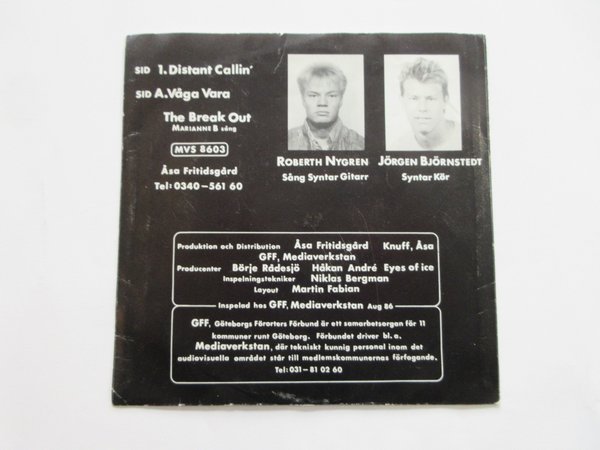 SID 1. Distant Callin'
SID A. Våga Vara
The Break Out
MARIANNE B sång
MVS 8603
Åsa Fritidsgård
Tel: 0340-561 60
ROBERTH NYGREN
Sång Syntar Gitarr
JÖRGEN BJÖRNSTEDT
Syntar Kör
Produktion och Distribution Åsa Fritidsgård Knuff, Åsa
GFF, Mediaverkstan
Producenter Börje Rådesjö Håkan André Eyes of ice
Inspelningstekniker Niklas Bergman
Layout Martin Fabian
Inspelad hos GFF, Mediaverkstan Aug 86
GFF, Göteborgs Förorters Förbund är ett samarbetsorgan för 11
kommuner runt Göteborg. Förbundet driver bl. a.
Mediaverkstan, där tekniskt kunnig personal inom det
audiovisuella området står till medlemskommunernas förfogande.
Tel: 031-81 02 60